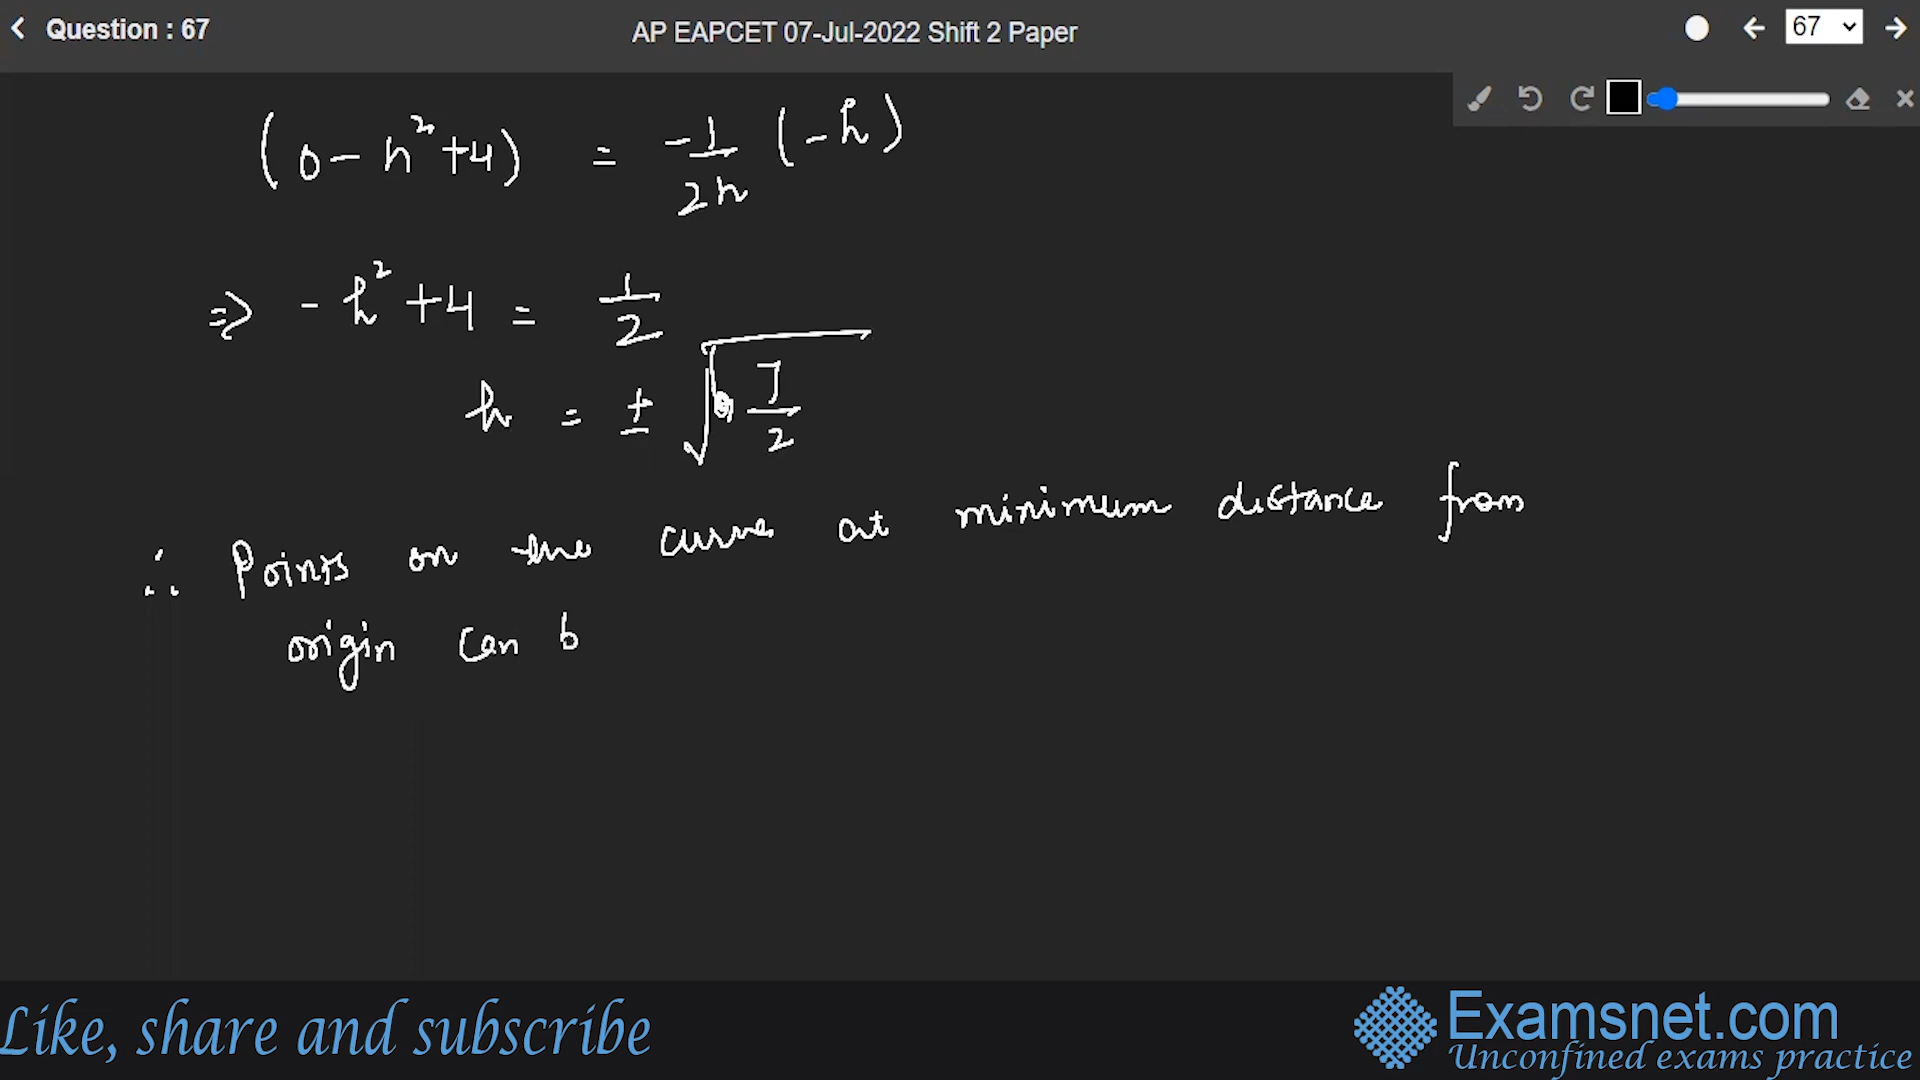 Question : 67
AP EAPCET 07-Jul-2022 Shift 2 Paper
67
(0 - h² + 4) = -1/2h (-h)
⇒ - h² + 4 = 1/2
h = ± √7/2
∴ Points on the curve at minimum distance from
origin can b
Like, share and subscribe
Examsnet.com
Unconfined exams practice